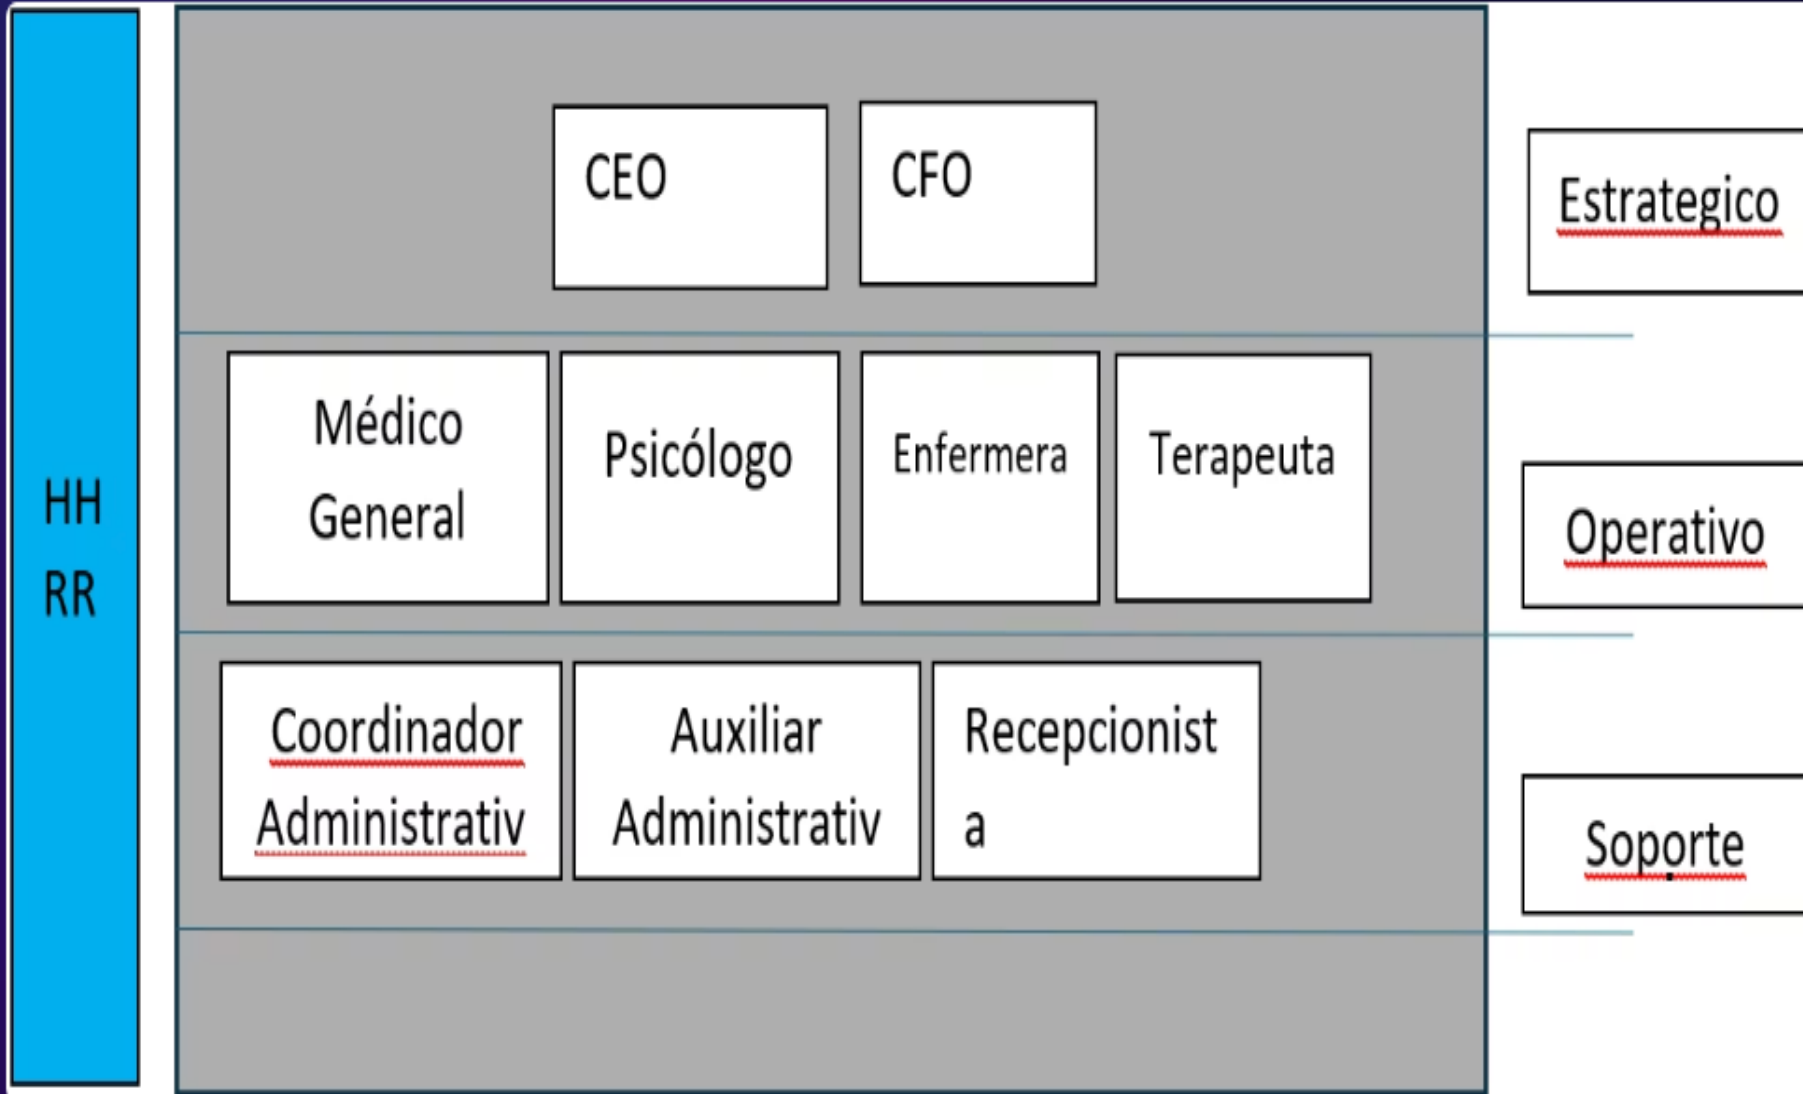 CEO
CFO
Estrategico
Médico
General
Psicólogo
Enfermera
Terapeuta
Operativo
HH
RR
Coordinador
Administrativ
Auxiliar
Administrativ
Recepcionist
a
Soporte